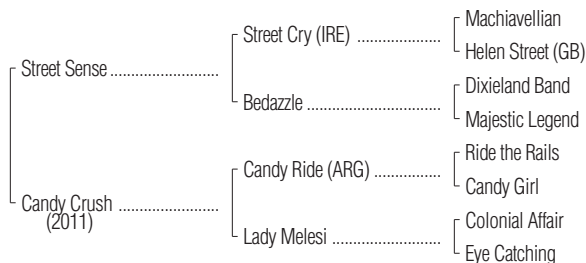 Machiavellian
Street Cry (IRE) ....................
Helen Street (GB)
Street Sense ..........................
Dixieland Band
Bedazzle ................................
Majestic Legend
Ride the Rails
Candy Ride (ARG) ................
Candy Girl
Candy Crush ........................
(2011)
Colonial Affair
Lady Melesi ..........................
Eye Catching